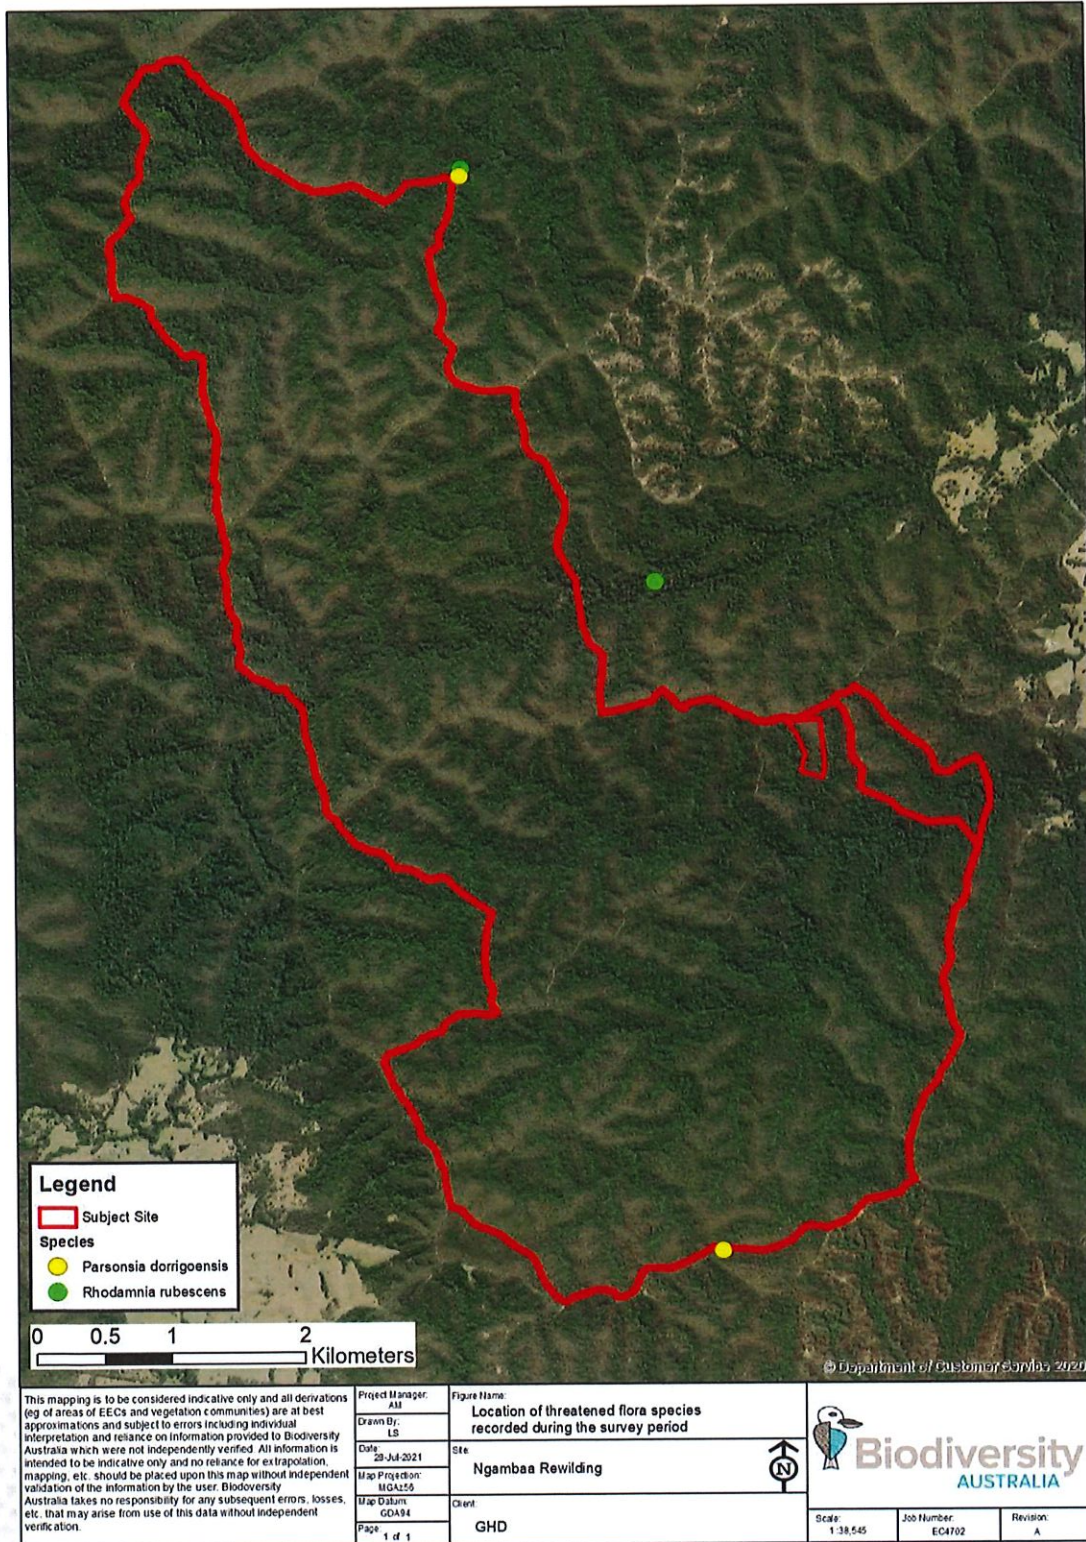 Legend
Subject Site
Species
Parsonsia dorrigoensis
Rhodamnia rubescens
0 0.5 1 2
Kilometers
© Department of Customer Service 2020
This mapping is to be considered indicative only and all derivations
(eg of areas of EECs and vegetation communities) are at best
approximations and subject to errors including individual
interpretation and reliance on information provided to Biodiversity
Australia which were not independently verified. All information is
intended to be indicative only and no reliance for extrapolation,
mapping, etc. should be placed upon this map without independent
validation of the information by the user. Biodoversity
Australia takes no responsibility for any subsequent errors, losses,
etc. that may arise from use of this data without independent
verification.
Project Manager:
AM
Drawn By:
LS
Date:
28-Jul-2021
Map Projection:
MGAz56
Map Datum:
GDA94
Page:
1 of 1
Figure Name:
Location of threatened flora species
recorded during the survey period
Site:
Ngambaa Rewilding
N
Client:
GHD
Biodiversity
AUSTRALIA
Scale:
1:38,545
Job Number:
EC4702
Revision:
A